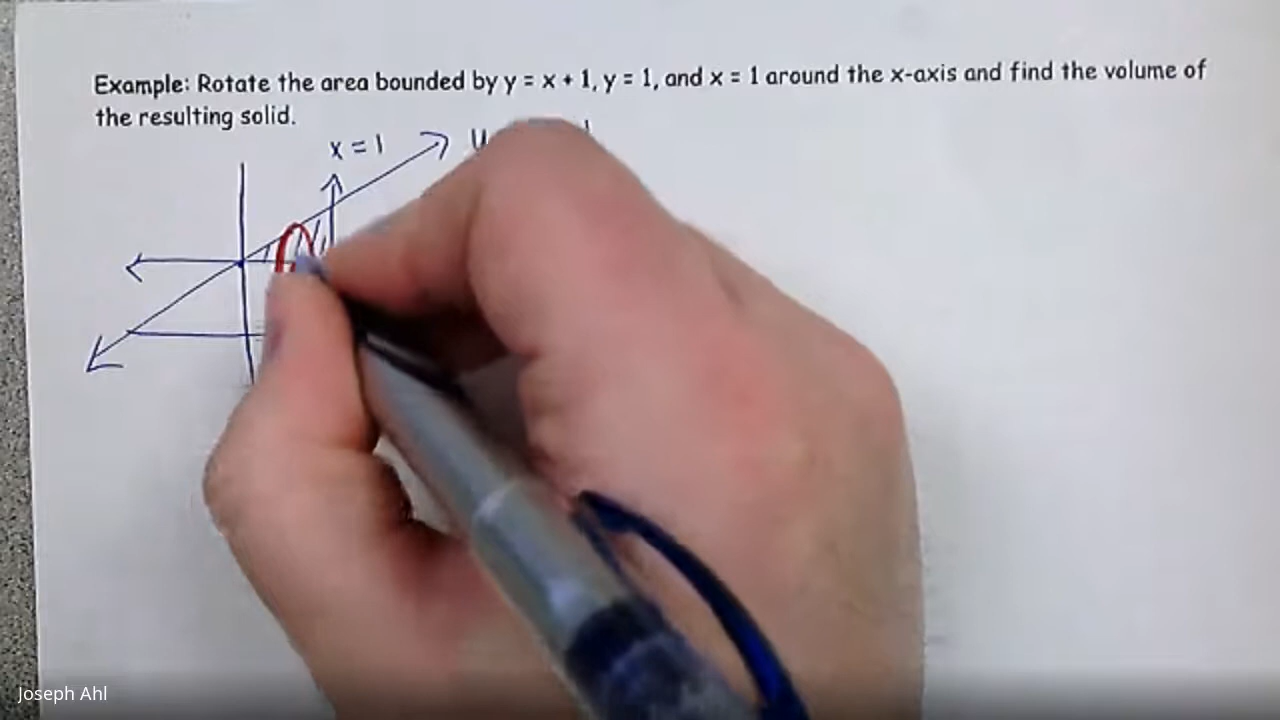 Example: Rotate the area bounded by y = x + 1, y = 1, and x = 1 around the x-axis and find the volume of
the resulting solid.
x = 1
Joseph Ahl